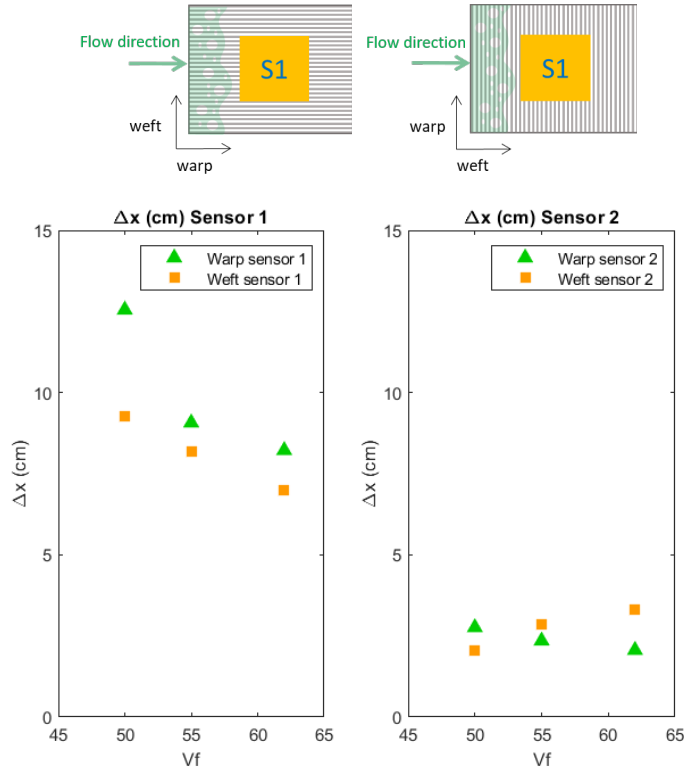 Flow direction
S1
weft
warp
Flow direction
S1
warp
weft
Δx (cm) Sensor 1
15
10
5
0
45
50
55
60
65
Δx (cm)
Vf
Warp sensor 1
Weft sensor 1
Δx (cm) Sensor 2
15
10
5
0
45
50
55
60
65
Δx (cm)
Vf
Warp sensor 2
Weft sensor 2